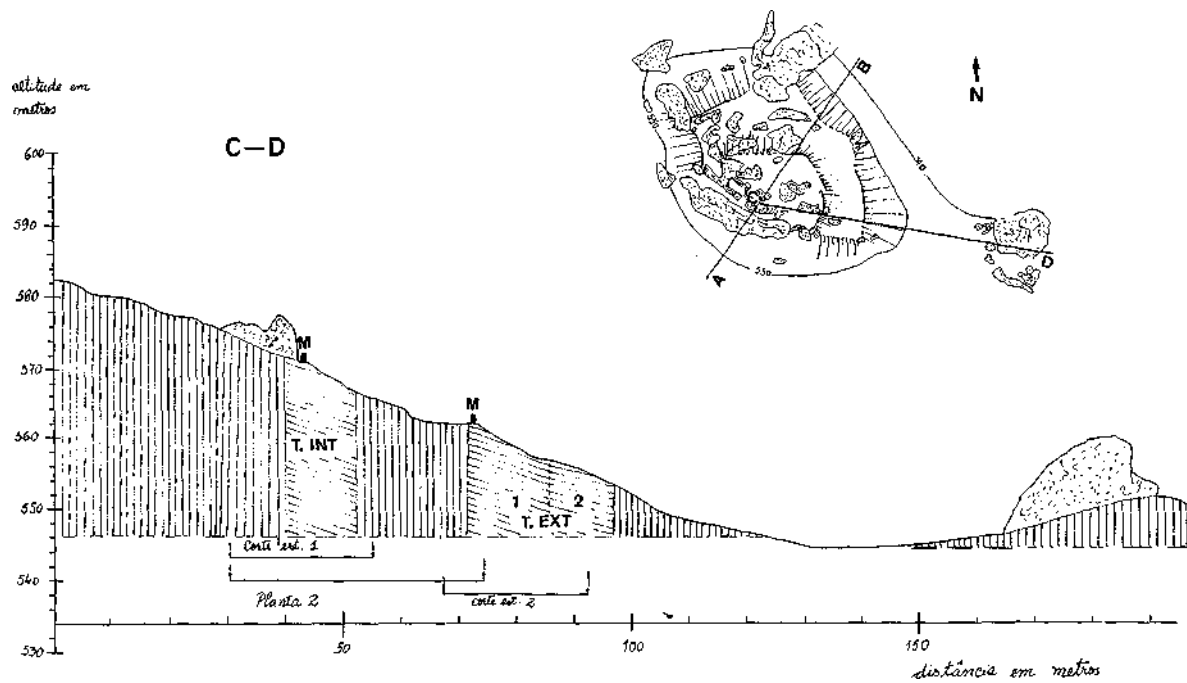 altitude em
metros
C—D
N
B
A
C
D
550
600
590
580
570
560
550
540
530
M
M
T. INT
1 2
T. EXT
Corte est. 1
Planta 2
Corte est. 2
50
100
150
distância em metros